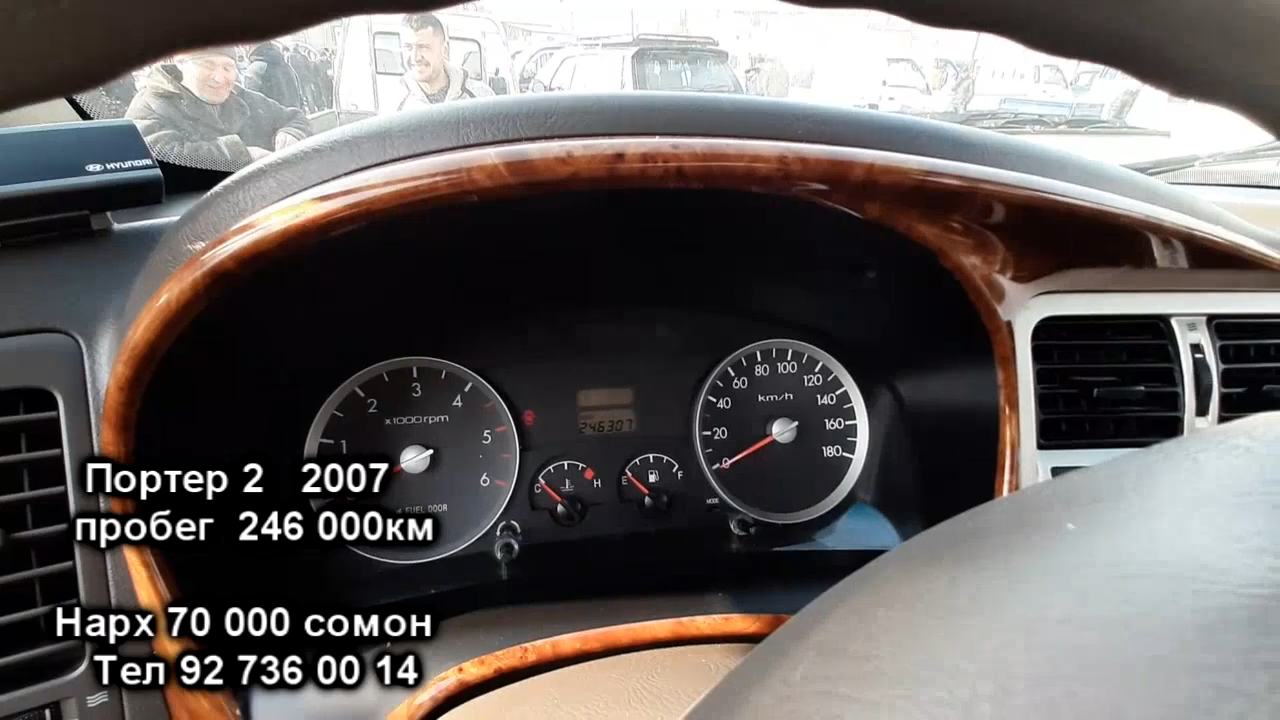 HYUNDAI
3
2 4
x1000rpm
1 5
6
FUEL DOOR
246307
C H
E F
80 100
60 120
40 km/h 140
20 160
0 180
MODE
Портер 2 2007
пробег 246 000км
Нарх 70 000 сомон
Тел 92 736 00 14